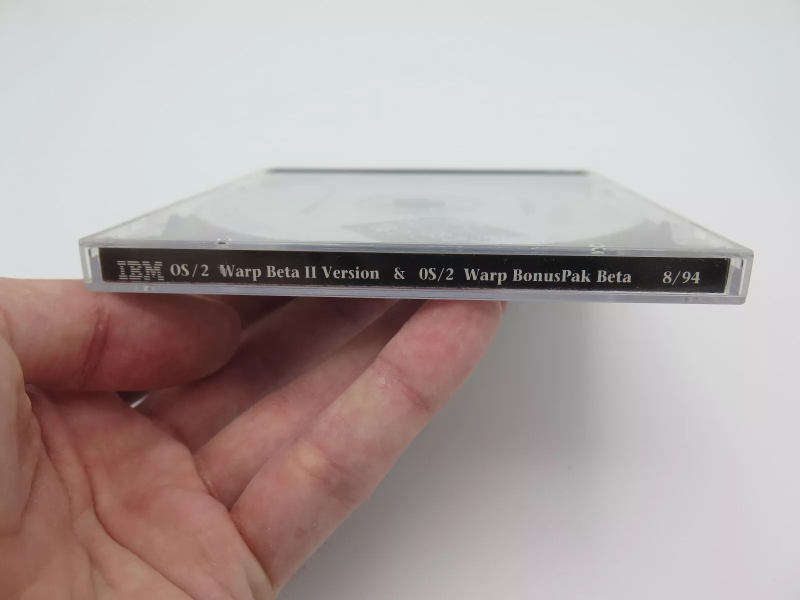 IBM OS/2 Warp Beta II Version & OS/2 Warp BonusPak Beta 8/94